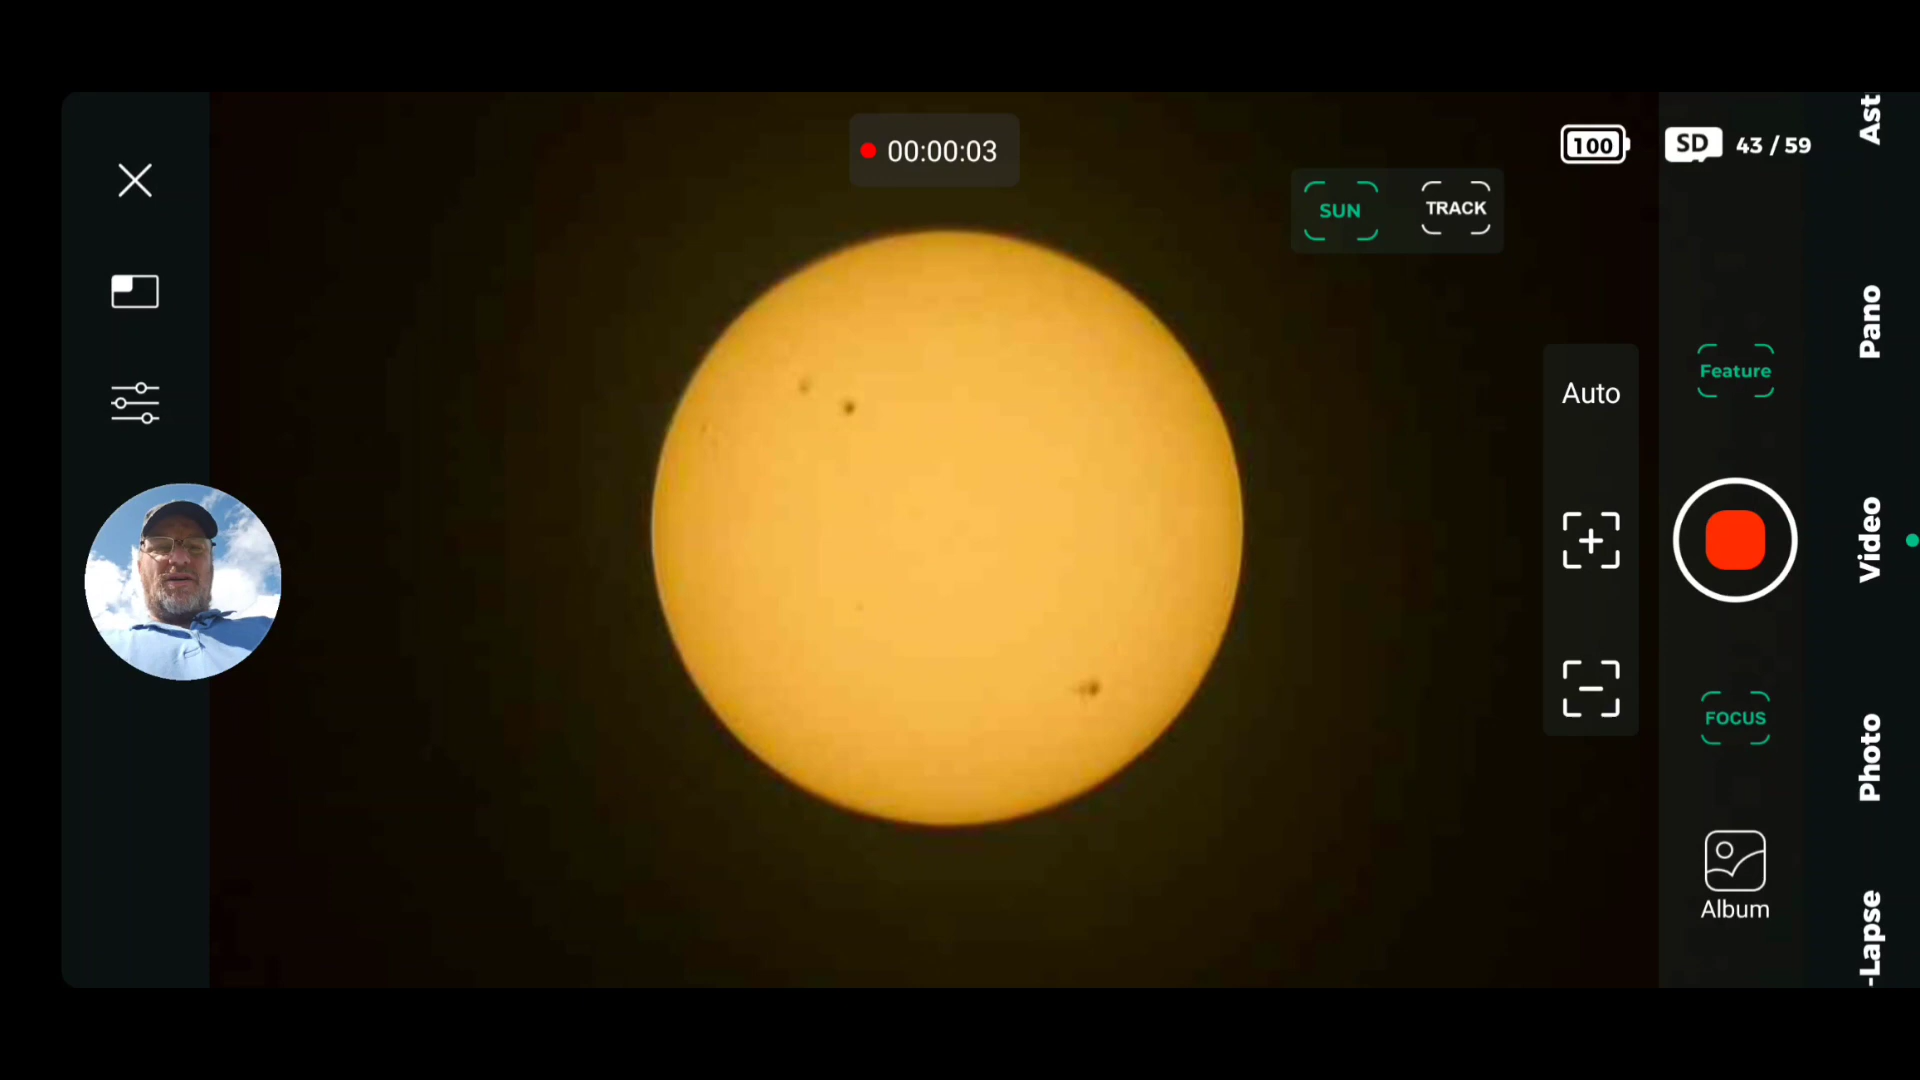 00:00:03
100
SD
43 / 59
SUN
TRACK
Auto
Feature
FOCUS
Album
Ast
Pano
Video
Photo
-Lapse